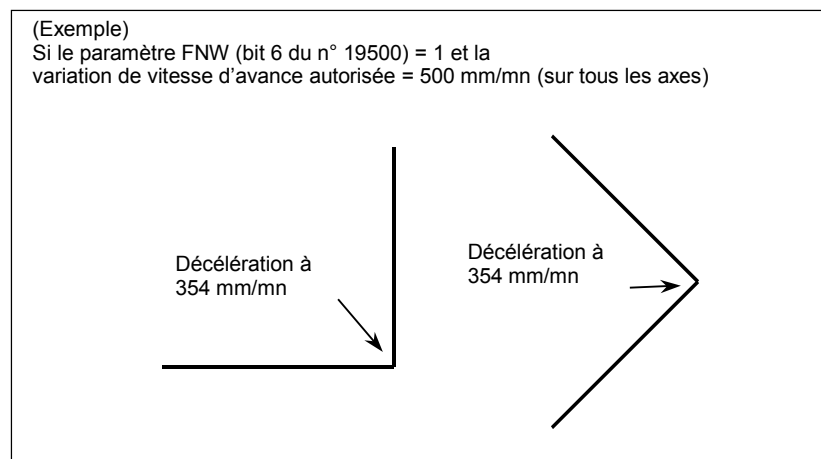 (Exemple)
Si le paramètre FNW (bit 6 du n° 19500) = 1 et la
variation de vitesse d’avance autorisée = 500 mm/mn (sur tous les axes)
Décélération à
354 mm/mn
Décélération à
354 mm/mn